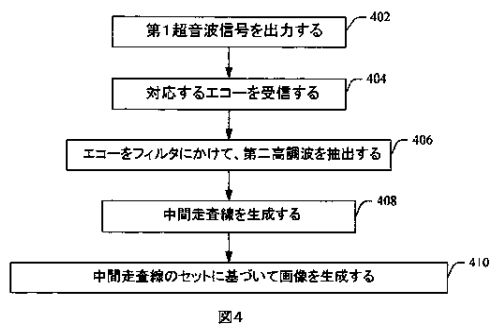 第1超音波信号を出力する
402
対応するエコーを受信する
404
エコーをフィルタにかけて、第二高調波を抽出する
406
中間走査線を生成する
408
中間走査線のセットに基づいて画像を生成する
410
図4